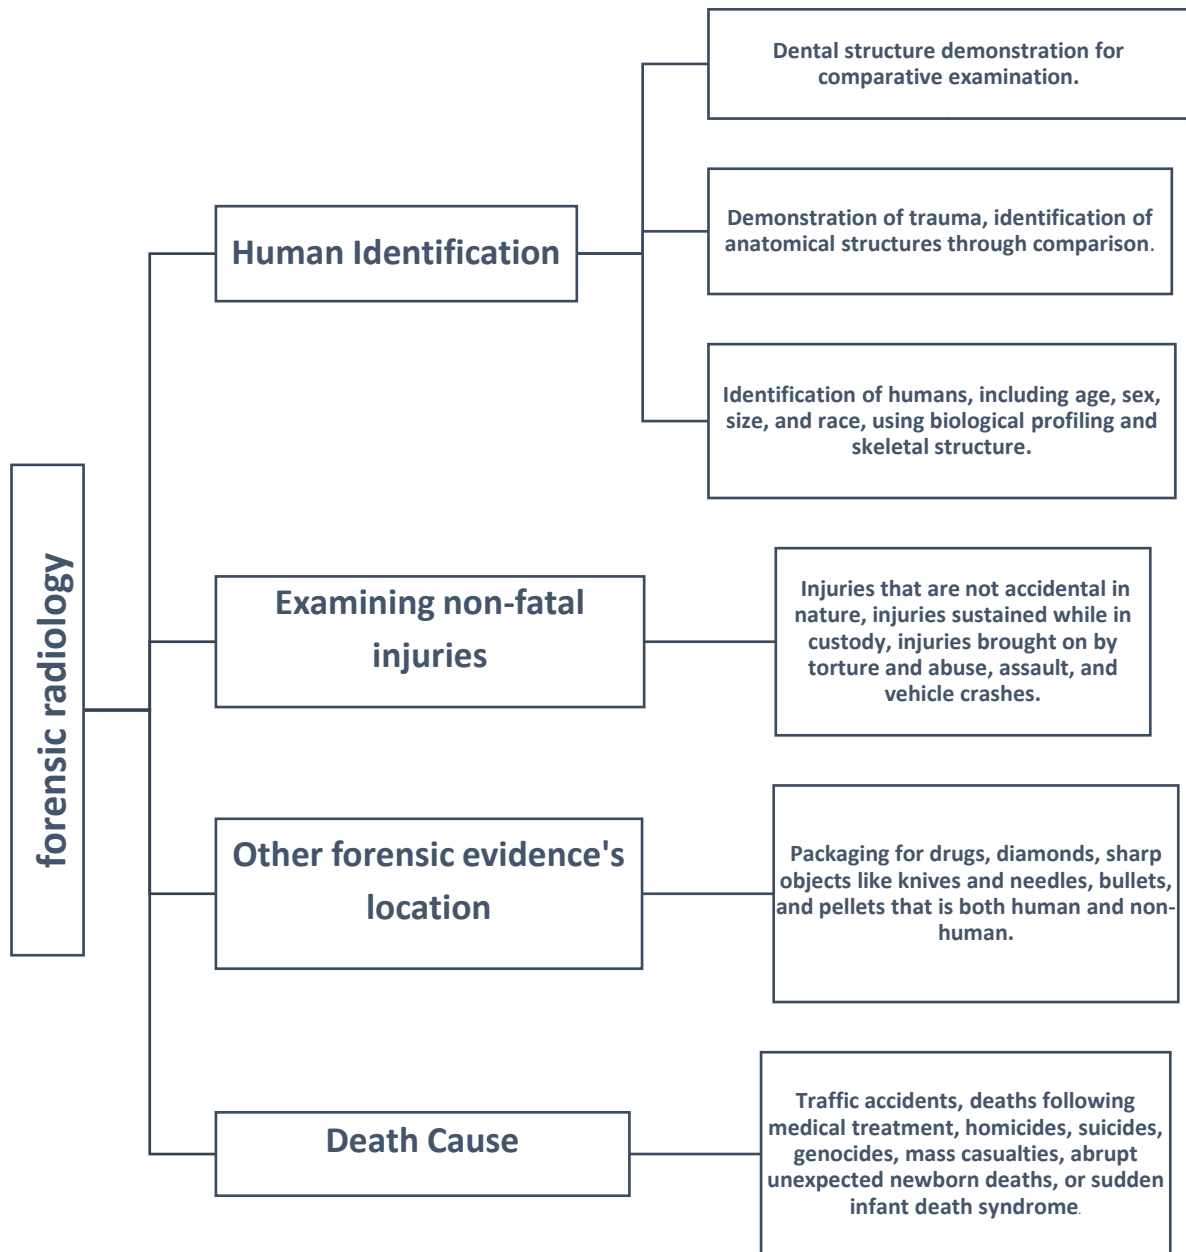 forensic radiology
Human Identification
Dental structure demonstration for
comparative examination.
Demonstration of trauma, identification of
anatomical structures through comparison.
Identification of humans, including age, sex,
size, and race, using biological profiling and
skeletal structure.
Examining non-fatal
injuries
Injuries that are not accidental in
nature, injuries sustained while in
custody, injuries brought on by
torture and abuse, assault, and
vehicle crashes.
Other forensic evidence's
location
Packaging for drugs, diamonds, sharp
objects like knives and needles, bullets,
and pellets that is both human and non-
human.
Death Cause
Traffic accidents, deaths following
medical treatment, homicides, suicides,
genocides, mass casualties, abrupt
unexpected newborn deaths, or sudden
infant death syndrome.